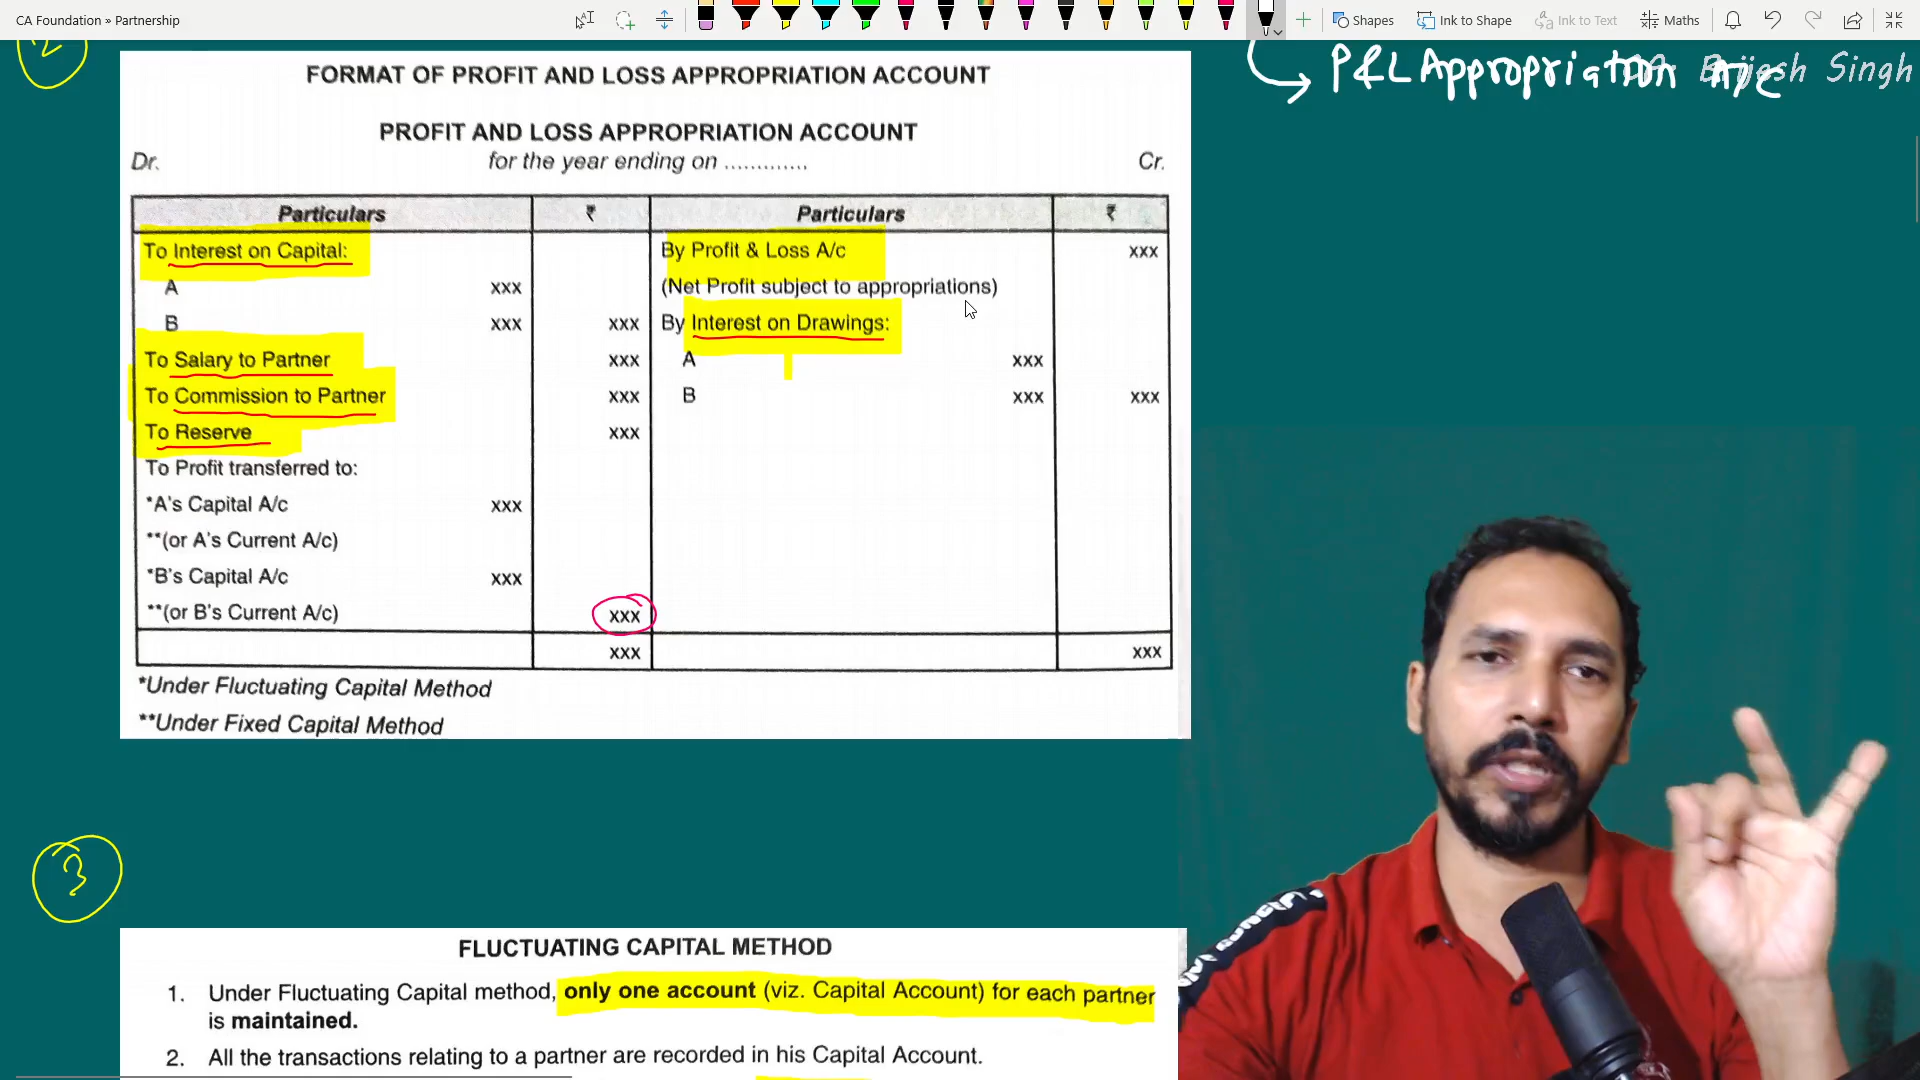 CA Foundation » Partnership
Shapes
Ink to Shape
Ink to Text
Maths
2
P&L Appropriation A/c
Brijesh Singh
FORMAT OF PROFIT AND LOSS APPROPRIATION ACCOUNT
PROFIT AND LOSS APPROPRIATION ACCOUNT
Dr. for the year ending on ............. Cr.
Particulars ₹ Particulars ₹
To Interest on Capital: By Profit & Loss A/c xxx
A xxx (Net Profit subject to appropriations)
B xxx xxx By Interest on Drawings:
To Salary to Partner xxx A xxx
To Commission to Partner xxx B xxx xxx
To Reserve xxx
To Profit transferred to:
*A's Capital A/c xxx
**(or A's Current A/c)
*B's Capital A/c xxx
**(or B's Current A/c) xxx
xxx xxx
*Under Fluctuating Capital Method
**Under Fixed Capital Method
3
FLUCTUATING CAPITAL METHOD
1. Under Fluctuating Capital method, only one account (viz. Capital Account) for each partner
is maintained.
2. All the transactions relating to a partner are recorded in his Capital Account.